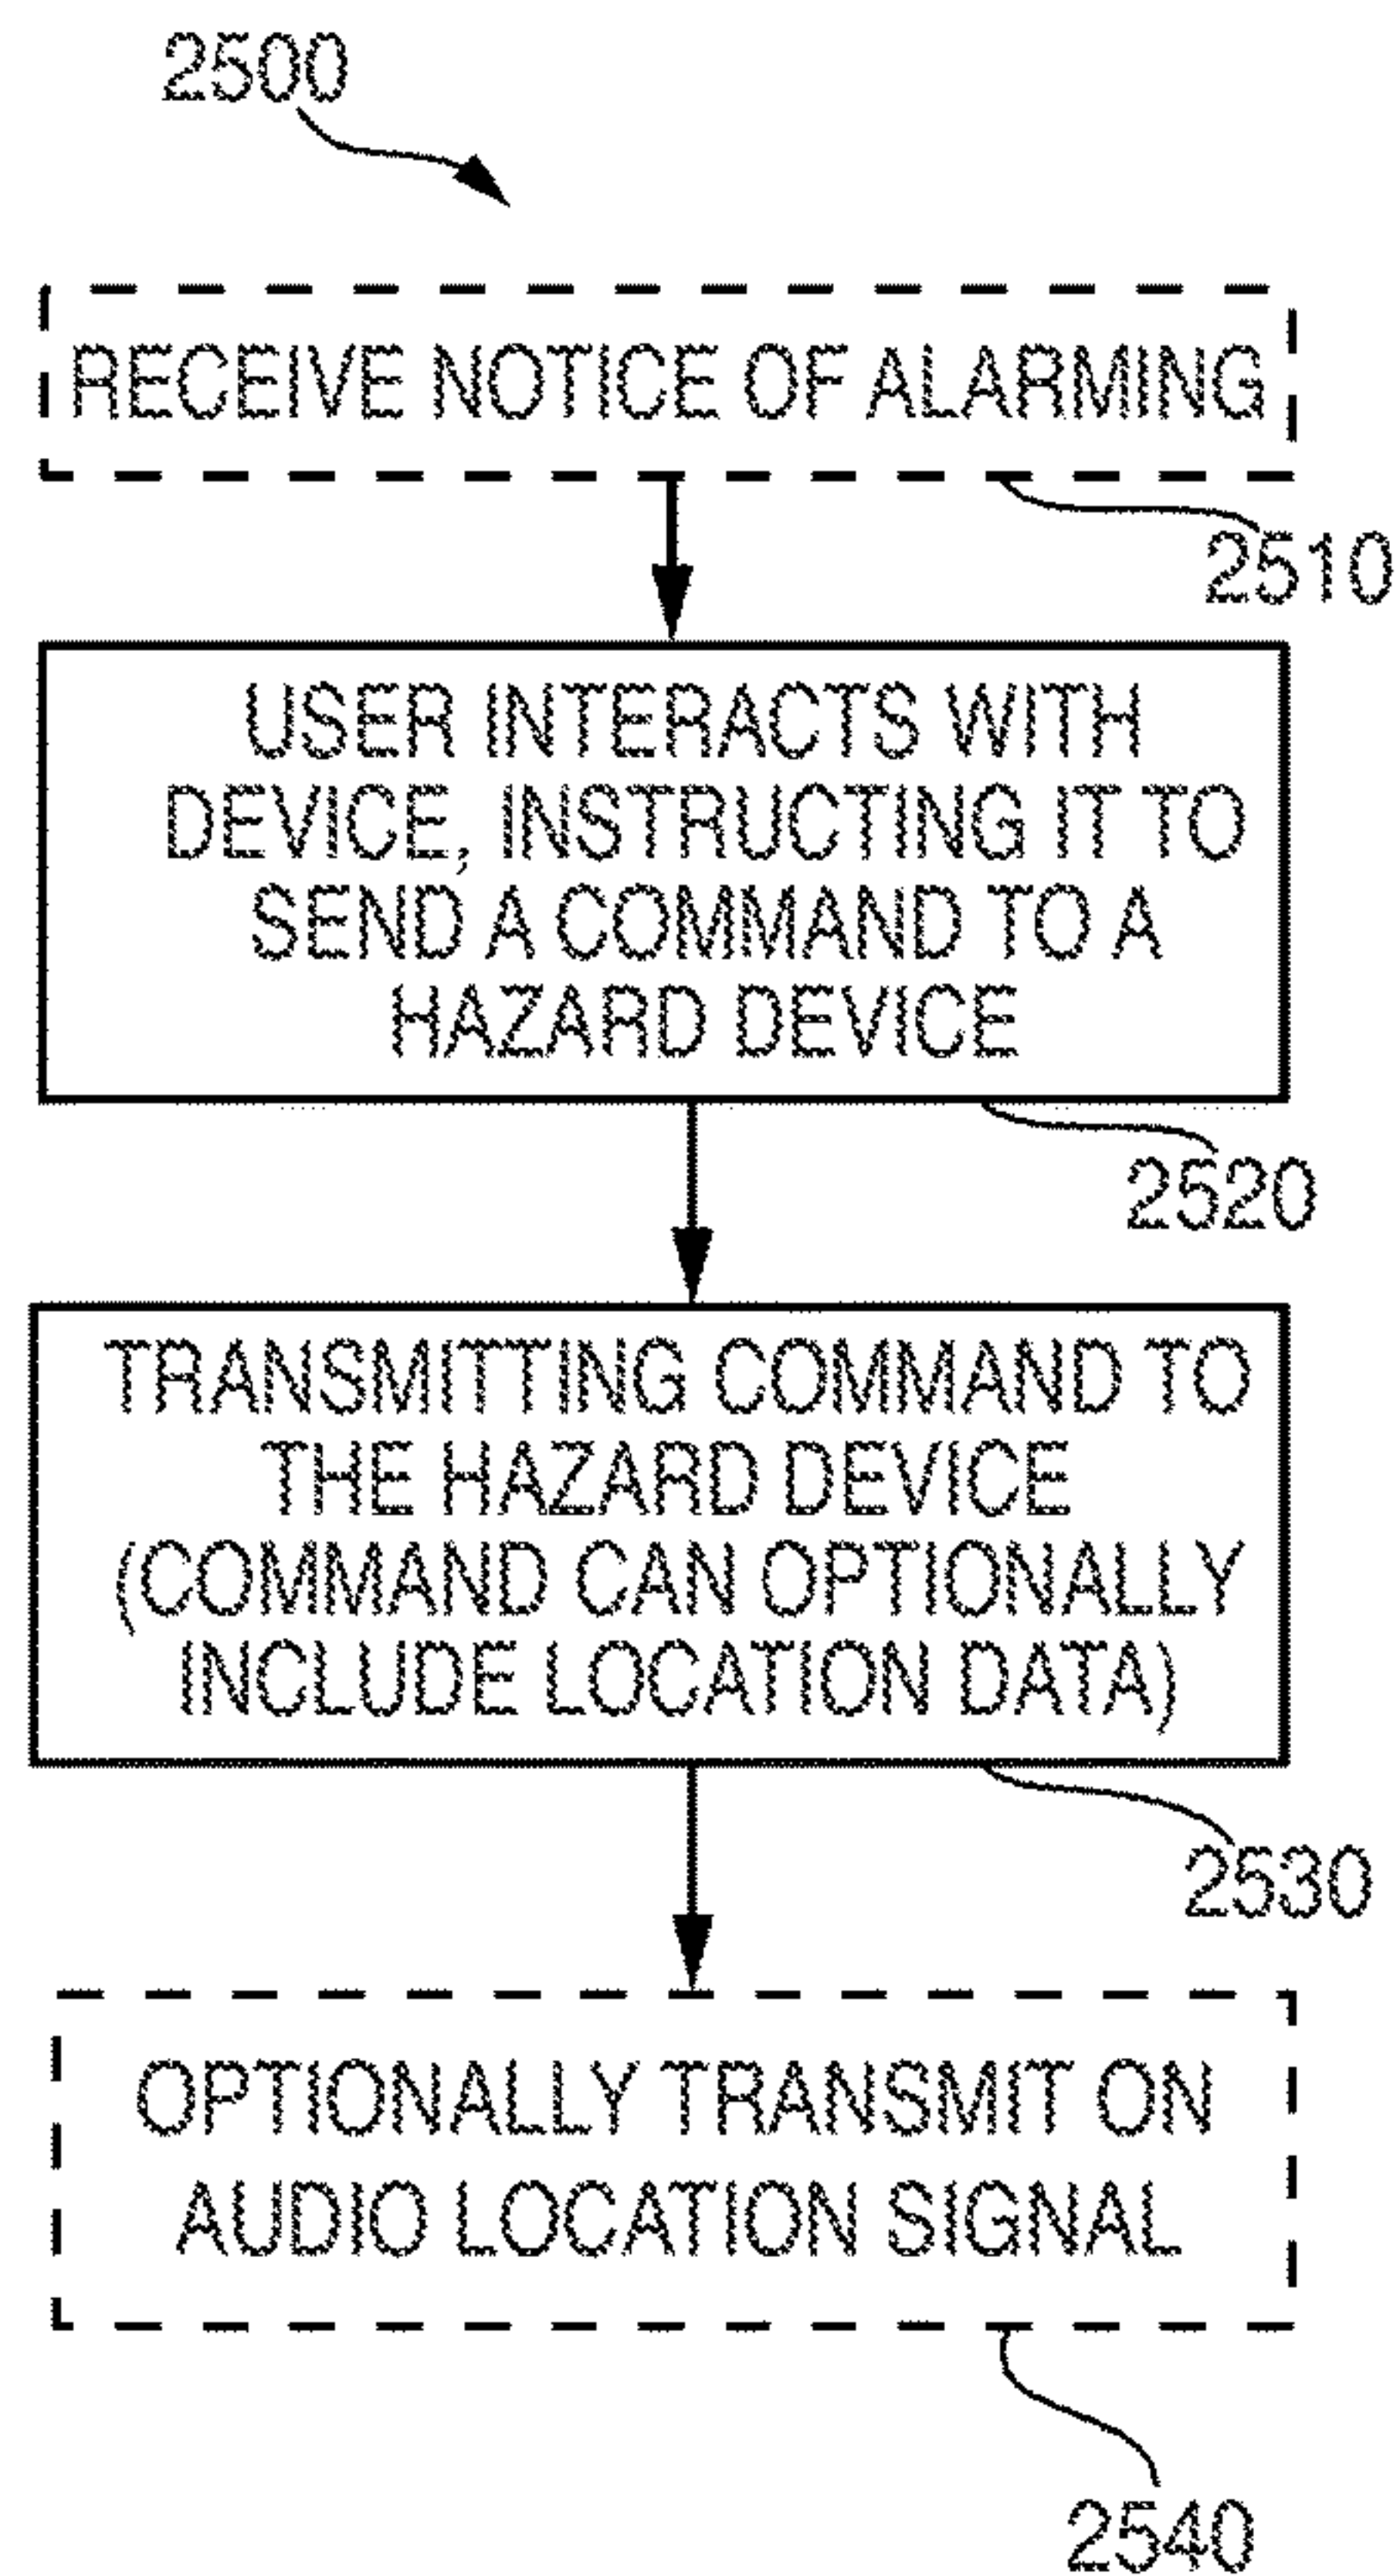 2500
RECEIVE NOTICE OF ALARMING
2510
USER INTERACTS WITH
DEVICE, INSTRUCTING IT TO
SEND A COMMAND TO A
HAZARD DEVICE
2520
TRANSMITTING COMMAND TO
THE HAZARD DEVICE
(COMMAND CAN OPTIONALLY
INCLUDE LOCATION DATA)
2530
OPTIONALLY TRANSMIT ON
AUDIO LOCATION SIGNAL
2540